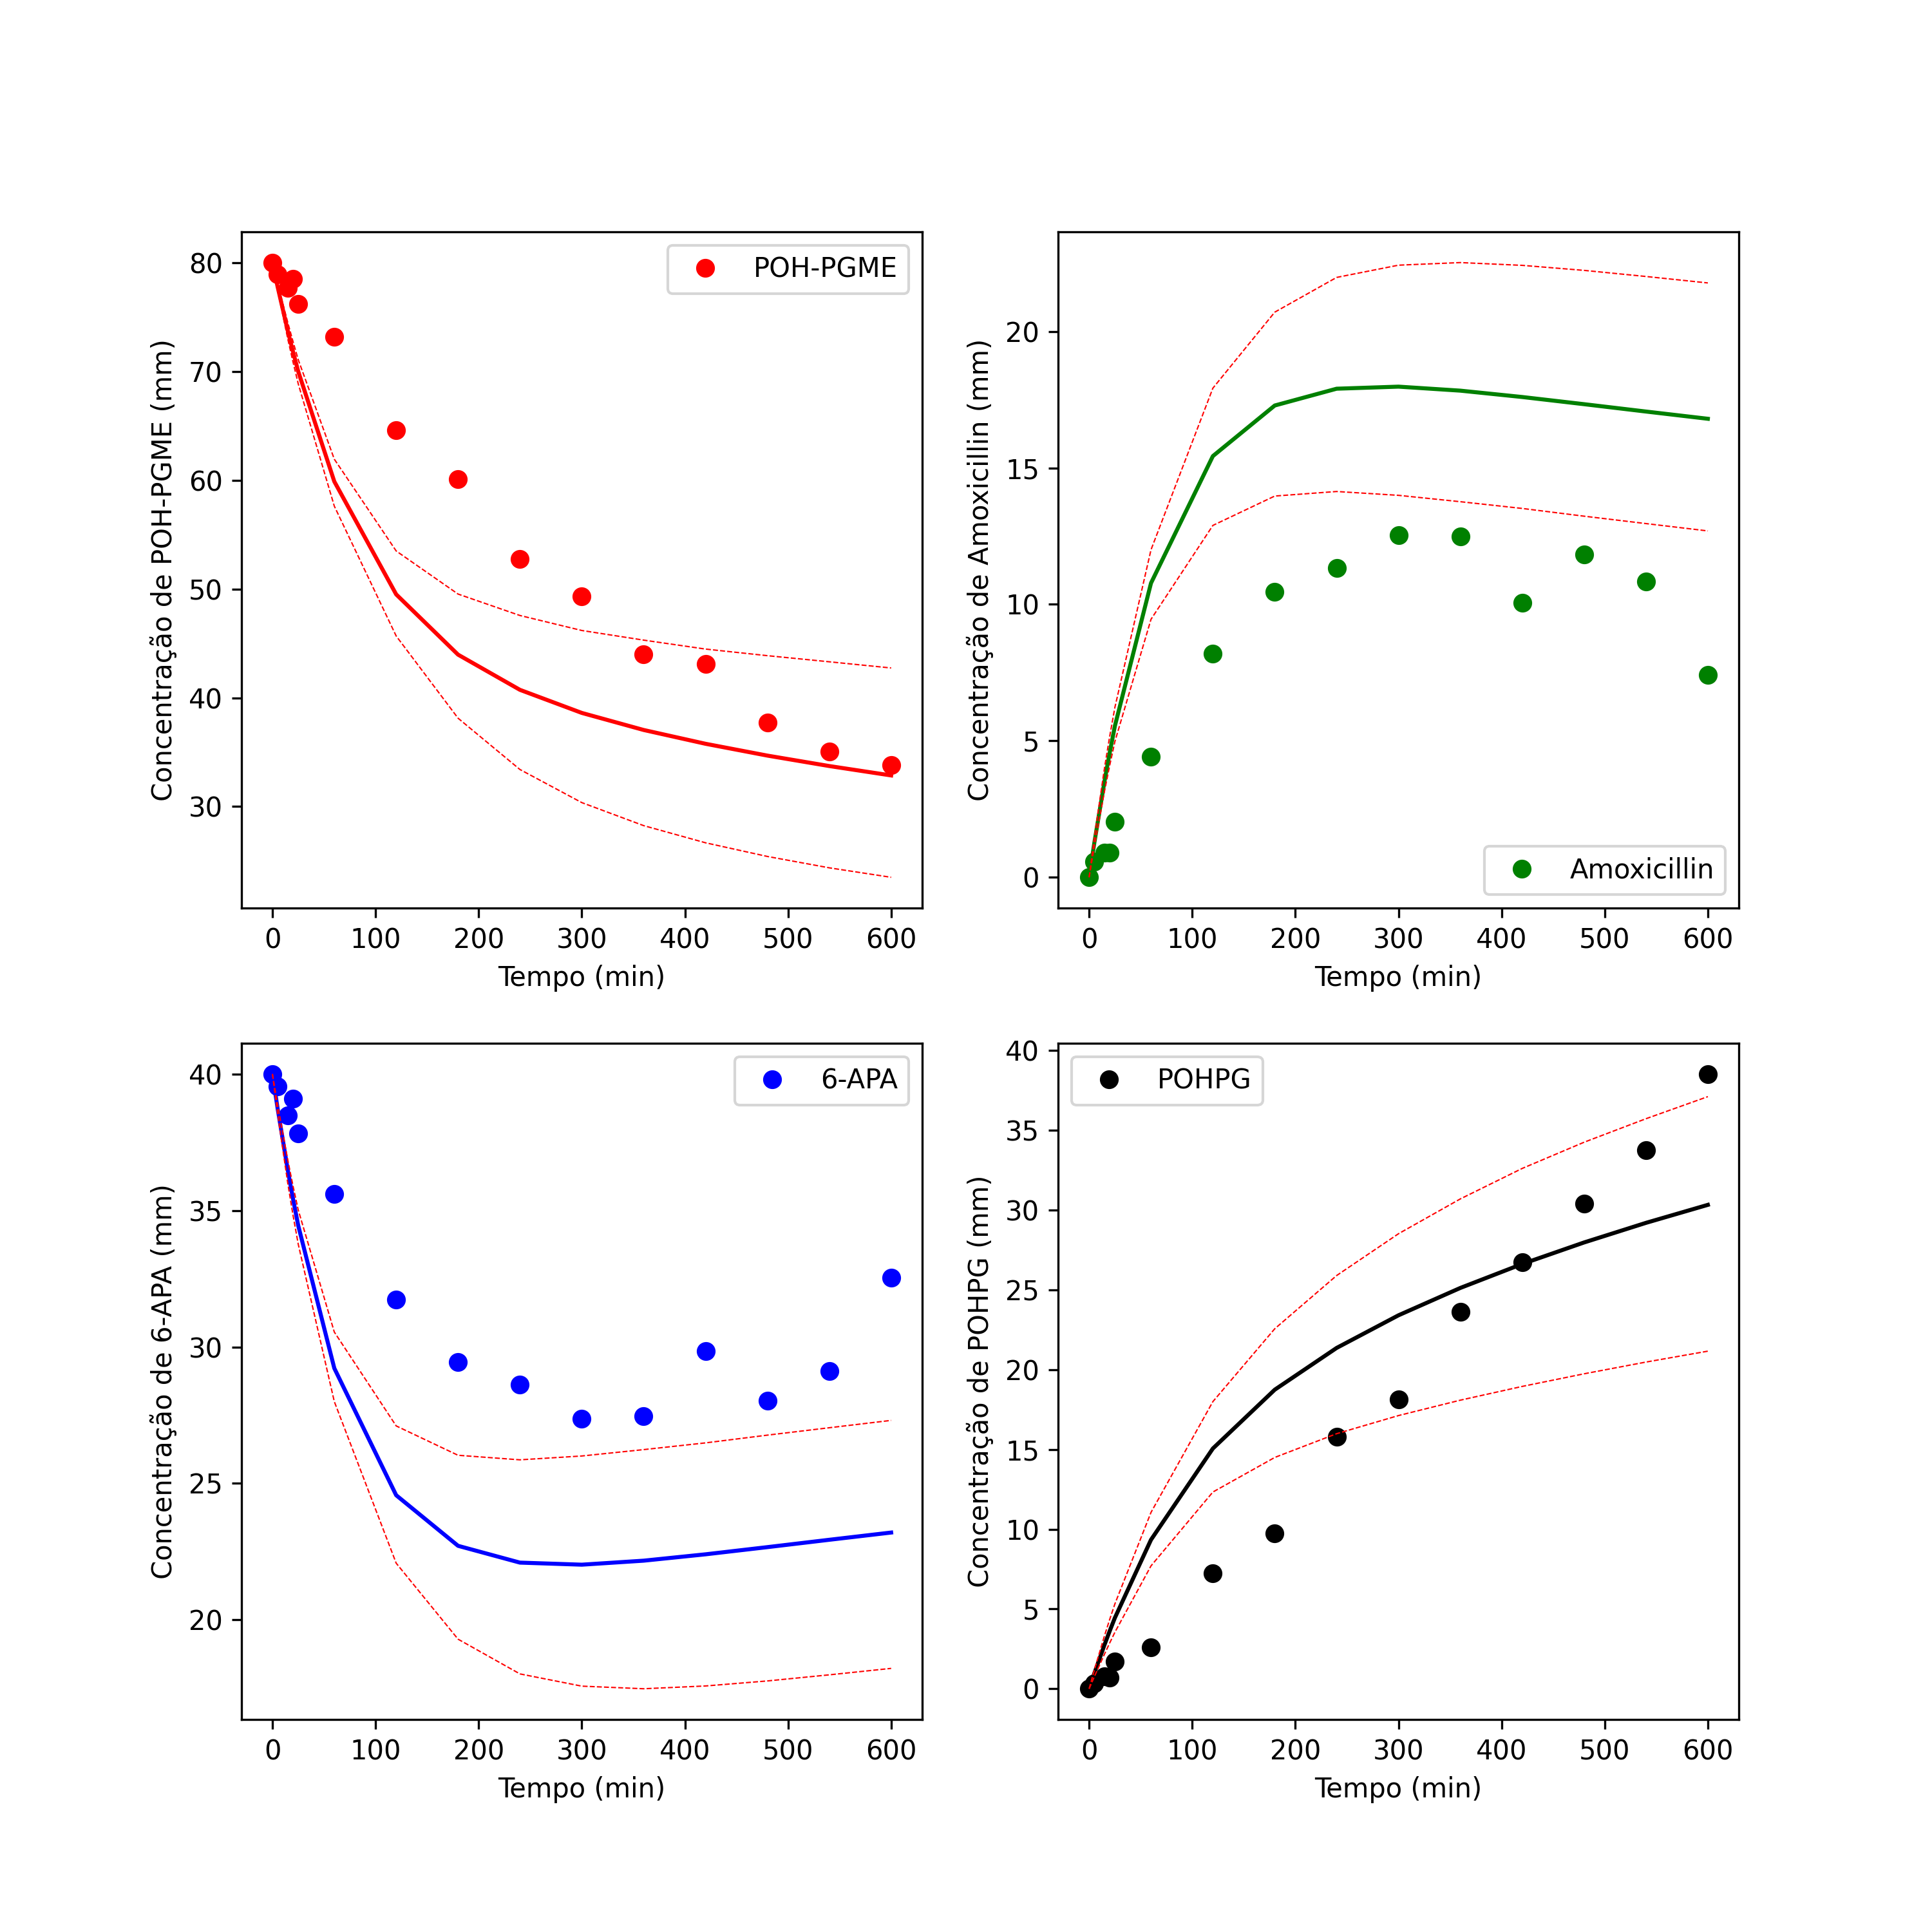 Concentração de POH-PGME (mm)
80
70
60
50
40
30
POH-PGME
0 100 200 300 400 500 600
Tempo (min)
Concentração de Amoxicillin (mm)
20
15
10
5
0
Amoxicillin
0 100 200 300 400 500 600
Tempo (min)
Concentração de 6-APA (mm)
40
35
30
25
20
6-APA
0 100 200 300 400 500 600
Tempo (min)
Concentração de POHPG (mm)
40
35
30
25
20
15
10
5
0
POHPG
0 100 200 300 400 500 600
Tempo (min)